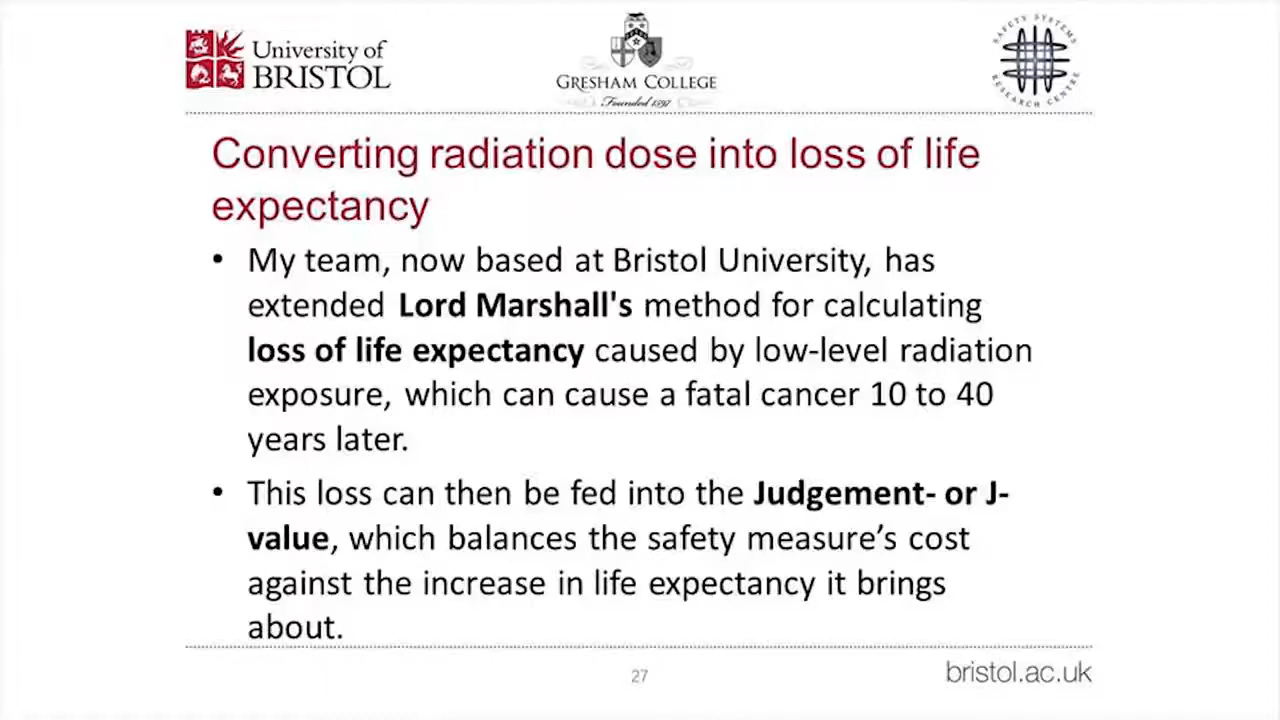 University of
BRISTOL
GRESHAM COLLEGE
Founded 1597
SAFETY SYSTEMS
RESEARCH CENTRE
Converting radiation dose into loss of life
expectancy
• My team, now based at Bristol University, has
extended Lord Marshall's method for calculating
loss of life expectancy caused by low-level radiation
exposure, which can cause a fatal cancer 10 to 40
years later.
• This loss can then be fed into the Judgement- or J-
value, which balances the safety measure’s cost
against the increase in life expectancy it brings
about.
27
bristol.ac.uk